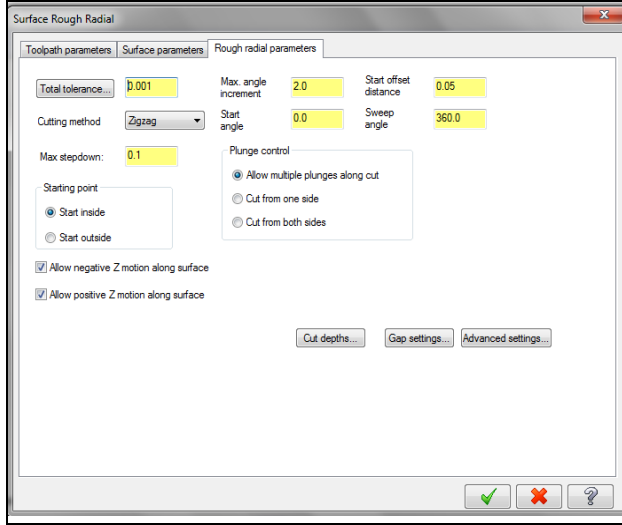 Surface Rough Radial
Toolpath parameters Surface parameters Rough radial parameters
Total tolerance... 0.001 Max. angle increment 2.0 Start offset distance 0.05
Cutting method Zigzag Start angle 0.0 Sweep angle 360.0
Max stepdown: 0.1
Plunge control
Allow multiple plunges along cut
Cut from one side
Cut from both sides
Starting point
Start inside
Start outside
Allow negative Z motion along surface
Allow positive Z motion along surface
Cut depths... Gap settings... Advanced settings...